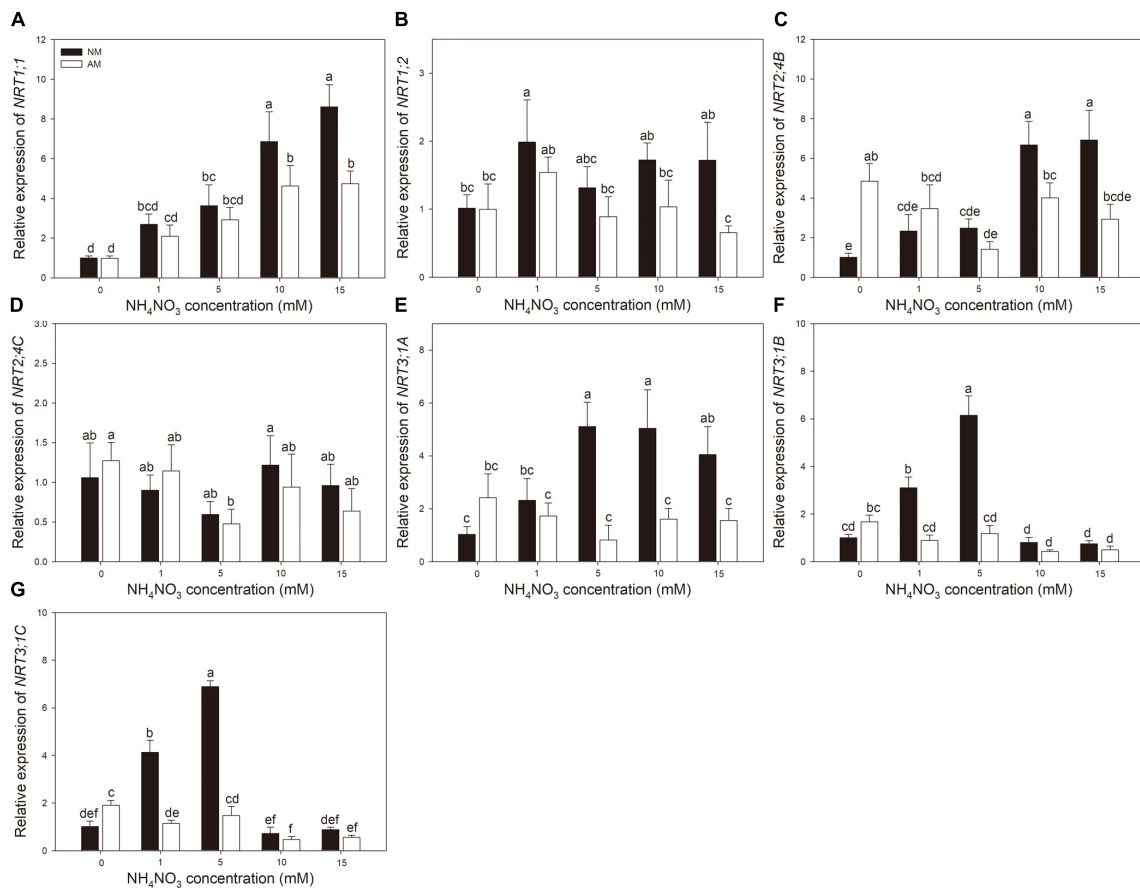 A
Relative expression of NRT1;1
12
10
8
6
4
2
0
NM
AM
d d bcd cd bc bcd a b a b
0 1 5 10 15
NH4NO3 concentration (mM)
B
Relative expression of NRT1;2
3
2
1
0
bc bc a ab abc bc ab bc ab c
0 1 5 10 15
NH4NO3 concentration (mM)
C
Relative expression of NRT2;4B
12
10
8
6
4
2
0
e ab cde bcd cde de a bc a bcde
0 1 5 10 15
NH4NO3 concentration (mM)
D
Relative expression of NRT2;4C
3.0
2.5
2.0
1.5
1.0
0.5
0.0
ab a ab ab ab b a ab ab ab
0 1 5 10 15
NH4NO3 concentration (mM)
E
Relative expression of NRT3;1A
8
6
4
2
0
c bc bc c a c a c ab c
0 1 5 10 15
NH4NO3 concentration (mM)
F
Relative expression of NRT3;1B
10
8
6
4
2
0
cd bc b cd a cd d d d d
0 1 5 10 15
NH4NO3 concentration (mM)
G
Relative expression of NRT3;1C
10
8
6
4
2
0
def c b de a cd ef f def ef
0 1 5 10 15
NH4NO3 concentration (mM)